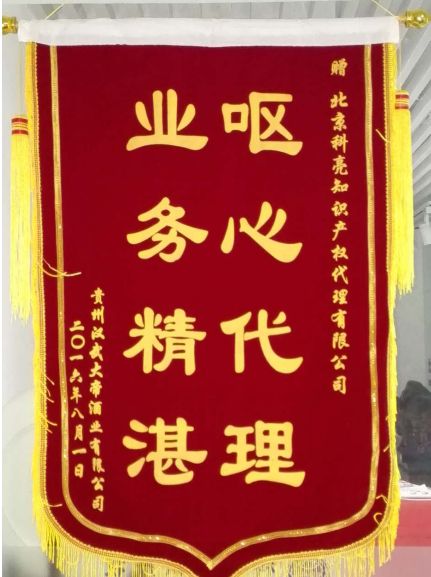 赠 北京科亮知识产权代理有限公司
呕心代理
业务精湛
贵州汉武大帝酒业有限公司
二〇一六年八月一日